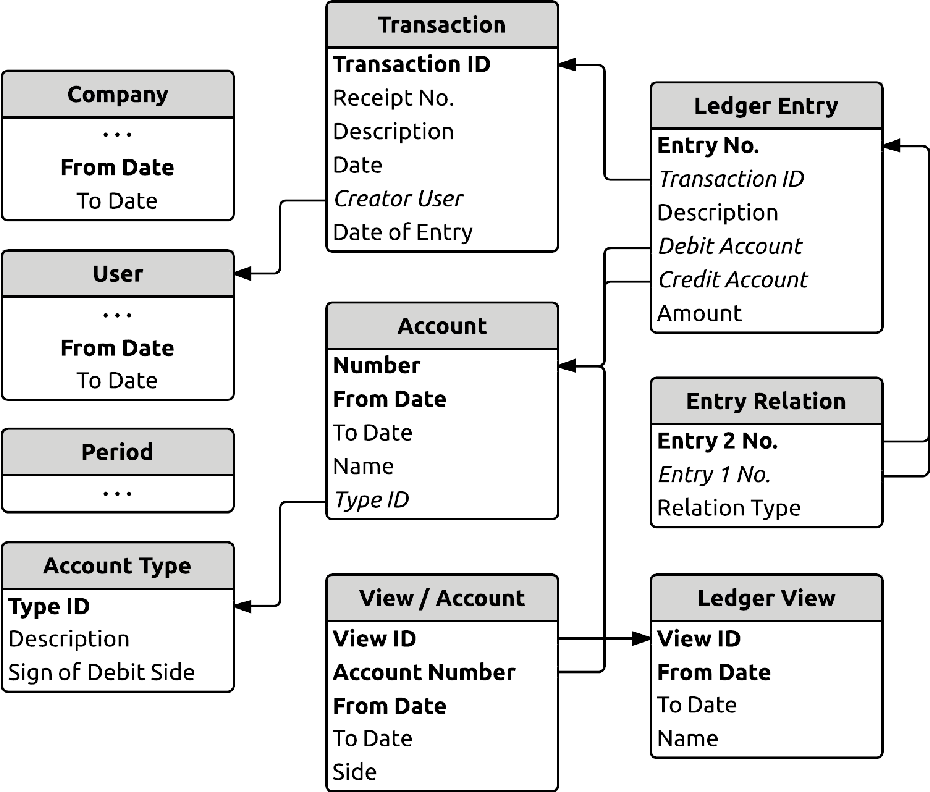 Company
...
From Date
To Date
User
...
From Date
To Date
Period
...
Account Type
Type ID
Description
Sign of Debit Side
Transaction
Transaction ID
Receipt No.
Description
Date
Creator User
Date of Entry
Account
Number
From Date
To Date
Name
Type ID
View / Account
View ID
Account Number
From Date
To Date
Side
Ledger Entry
Entry No.
Transaction ID
Description
Debit Account
Credit Account
Amount
Entry Relation
Entry 2 No.
Entry 1 No.
Relation Type
Ledger View
View ID
From Date
To Date
Name